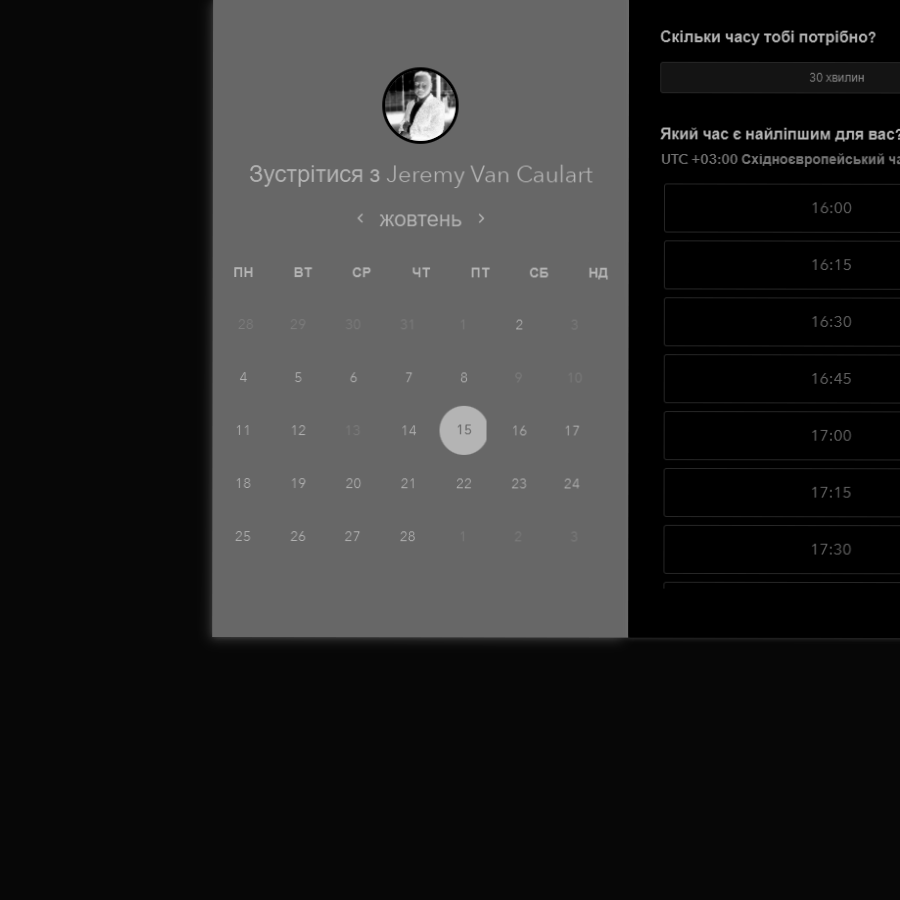 Зустрітися з Jeremy Van Caulart
жовтень
ПН ВТ СР ЧТ ПТ СБ НД
28 29 30 31 1 2 3
4 5 6 7 8 9 10
11 12 13 14 15 16 17
18 19 20 21 22 23 24
25 26 27 28 1 2 3
Скільки часу тобі потрібно?
30 хвилин
Який час є найліпшим для вас?
UTC +03:00 Східноєвропейський
16:00
16:15
16:30
16:45
17:00
17:15
17:30